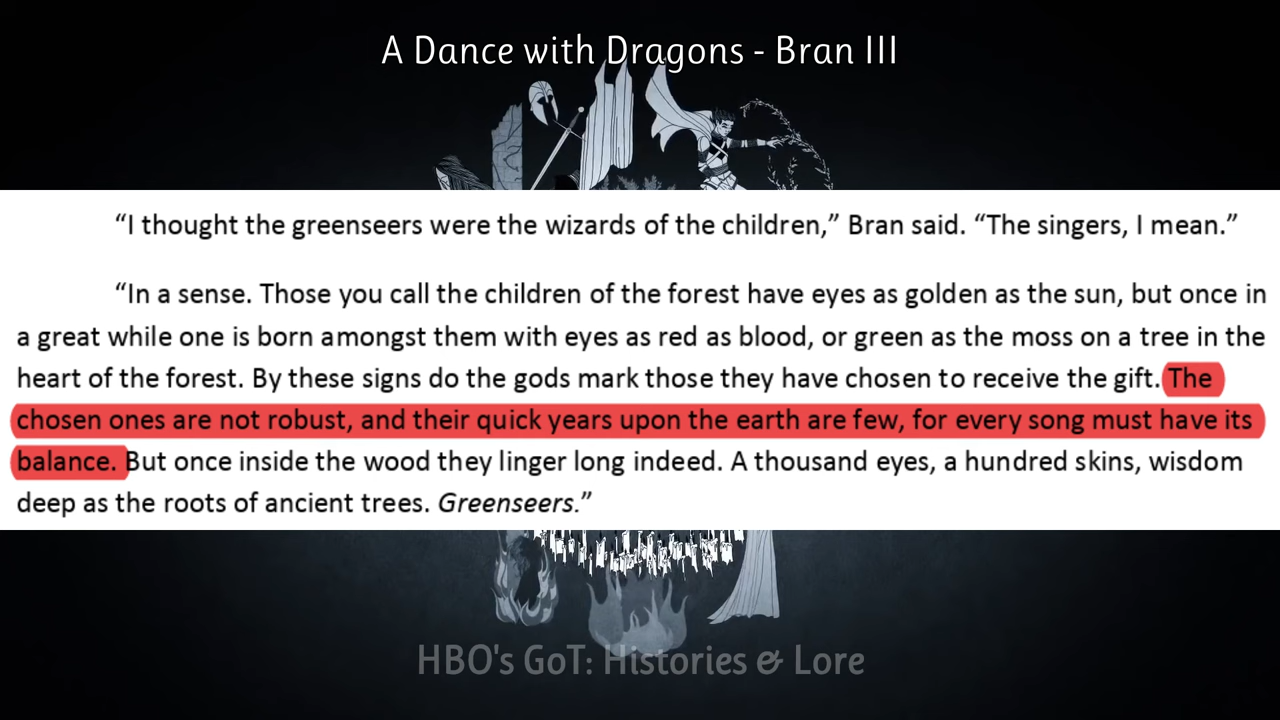 A Dance with Dragons - Bran III
“I thought the greenseers were the wizards of the children,” Bran said. “The singers, I mean.”
“In a sense. Those you call the children of the forest have eyes as golden as the sun, but once in
a great while one is born amongst them with eyes as red as blood, or green as the moss on a tree in the
heart of the forest. By these signs do the gods mark those they have chosen to receive the gift. The
chosen ones are not robust, and their quick years upon the earth are few, for every song must have its
balance. But once inside the wood they linger long indeed. A thousand eyes, a hundred skins, wisdom
deep as the roots of ancient trees. Greenseers.”
HBO's GoT: Histories & Lore